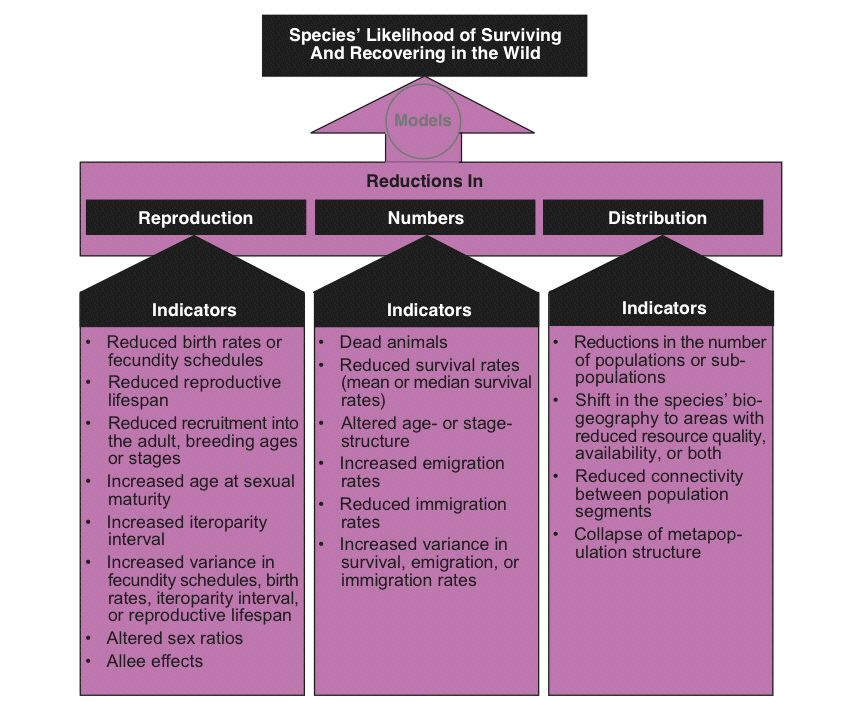 Species’ Likelihood of Surviving
And Recovering in the Wild
Models
Reductions In
Reproduction
Numbers
Distribution
Indicators
• Reduced birth rates or
fecundity schedules
• Reduced reproductive
lifespan
• Reduced recruitment into
the adult, breeding ages
or stages
• Increased age at sexual
maturity
• Increased iteroparity
interval
• Increased variance in
fecundity schedules, birth
rates, iteroparity interval,
or reproductive lifespan
• Altered sex ratios
• Allee effects
Indicators
• Dead animals
• Reduced survival rates
(mean or median survival
rates)
• Altered age- or stage-
structure
• Increased emigration
rates
• Reduced immigration
rates
• Increased variance in
survival, emigration, or
immigration rates
Indicators
• Reductions in the number
of populations or sub-
populations
• Shift in the species’ bio-
geography to areas with
reduced resource quality,
availability, or both
• Reduced connectivity
between population
segments
• Collapse of metapop-
ulation structure